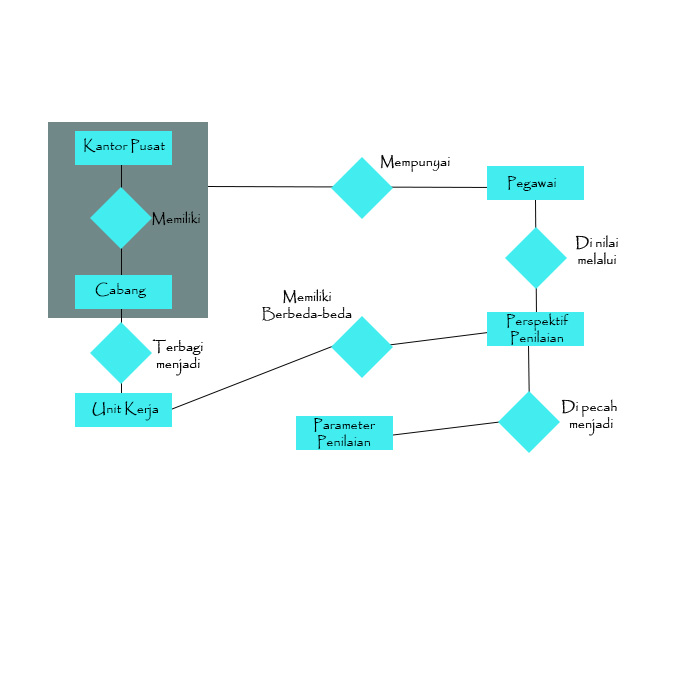 Kantor Pusat
Mempunyai
Pegawai
Memiliki
Di nilai
melalui
Cabang
Memiliki
Berbeda-beda
Perspektif
Penilaian
Terbagi
menjadi
Unit Kerja
Parameter
Penilaian
Di pecah
menjadi